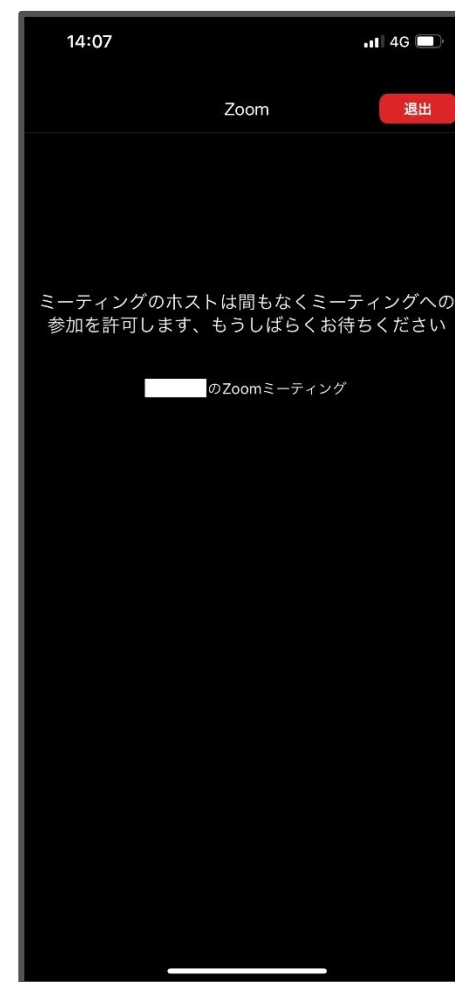 14:07
4G
Zoom
退出
ミーティングのホストは間もなくミーティングへの
参加を許可します、もうしばらくお待ちください
のZoomミーティング